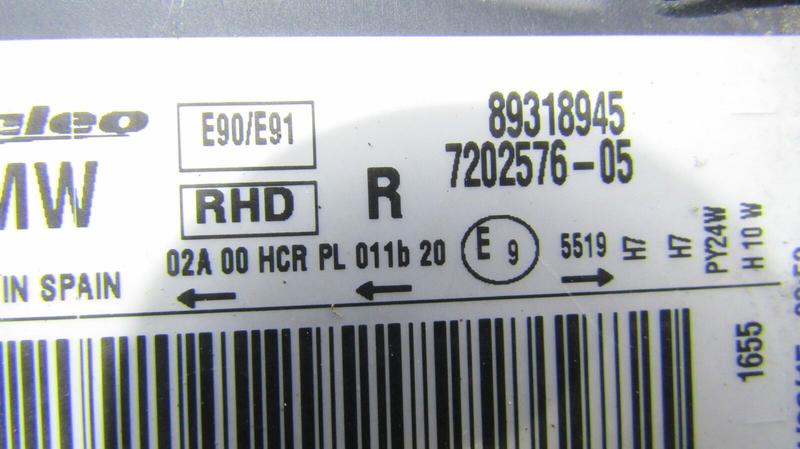 Valeo
E90/E91
89318945
7202576-05
MW
RHD
R
02A 00 HCR PL 011b 20
E 9
5519
H7
H7
PY24W
H 10 W
IN SPAIN
1655